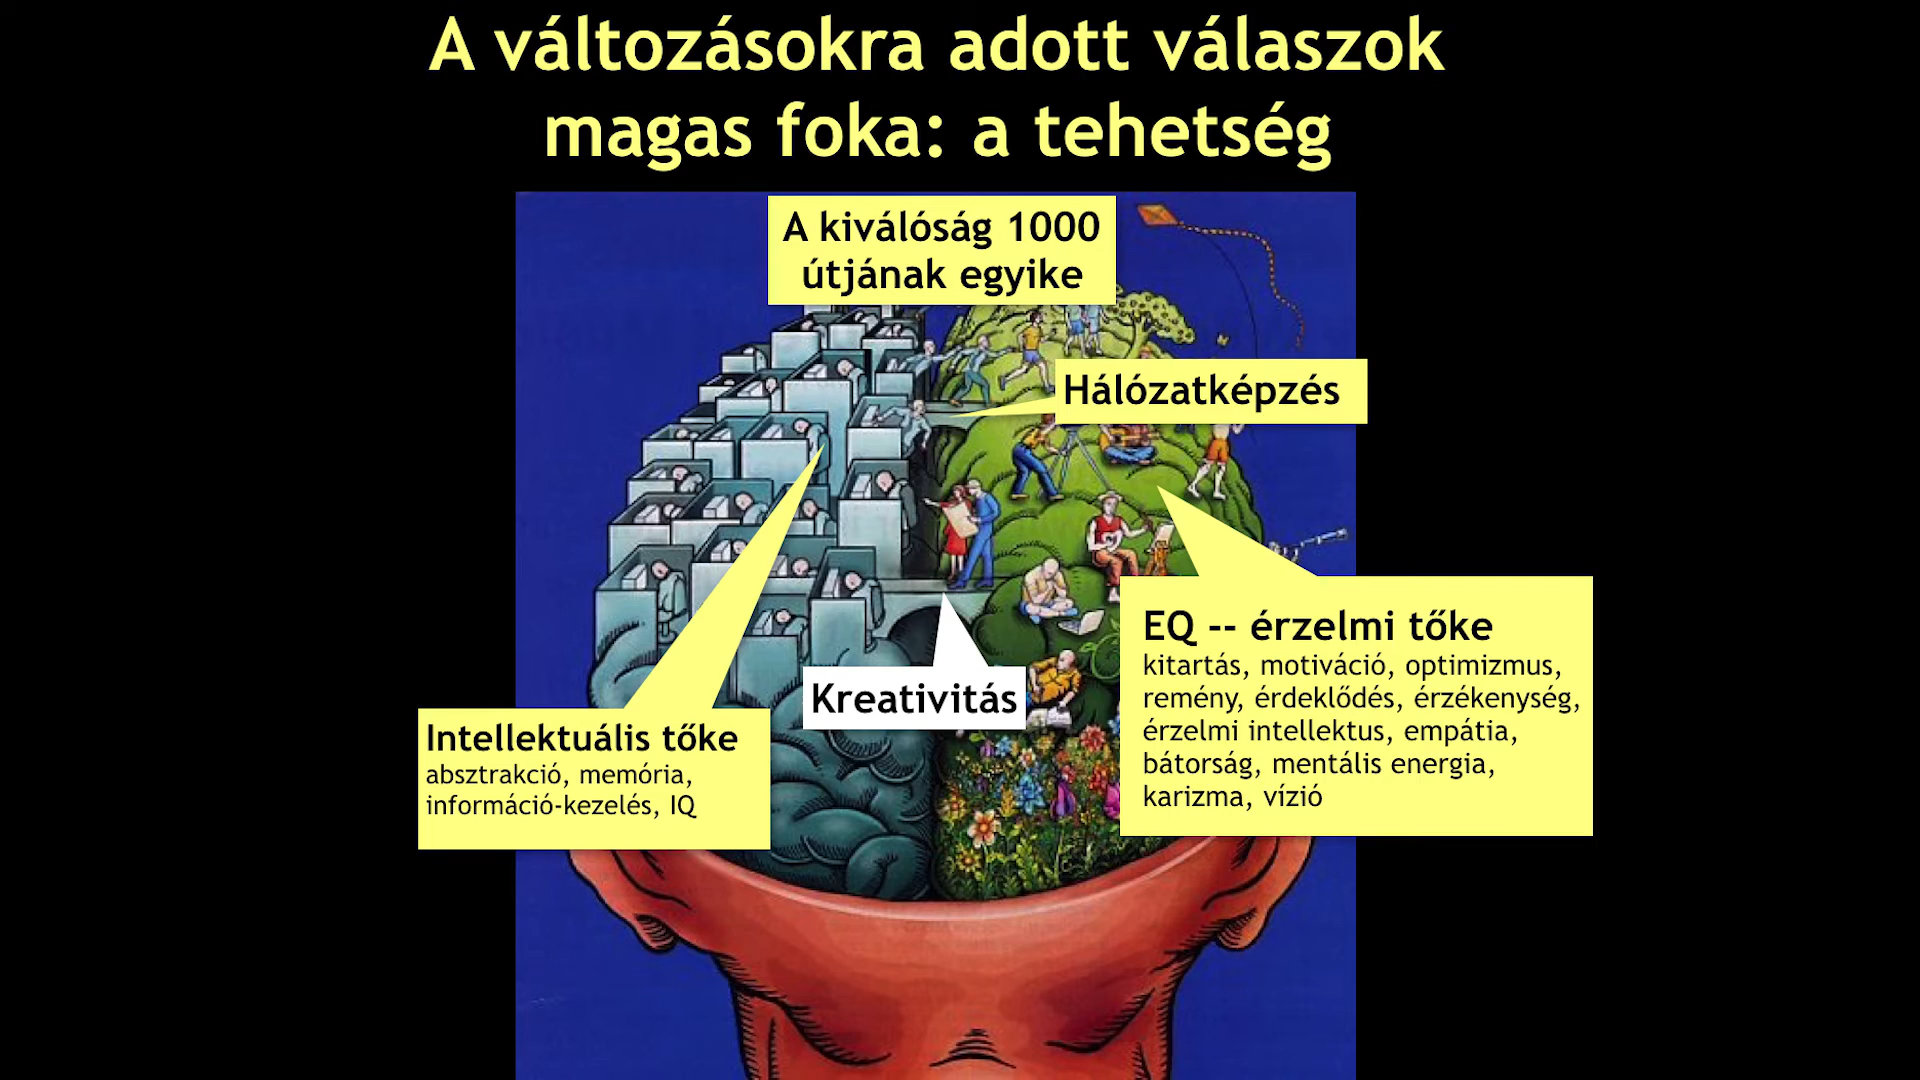 A változásokra adott válaszok
magas foka: a tehetség
A kiválóság 1000
útjának egyike
Hálózatképzés
EQ -- érzelmi tőke
kitartás, motiváció, optimizmus,
remény, érdeklődés, érzékenység,
érzelmi intellektus, empátia,
bátorság, mentális energia,
karizma, vízió
Kreativitás
Intellektuális tőke
absztrakció, memória,
információ-kezelés, IQ